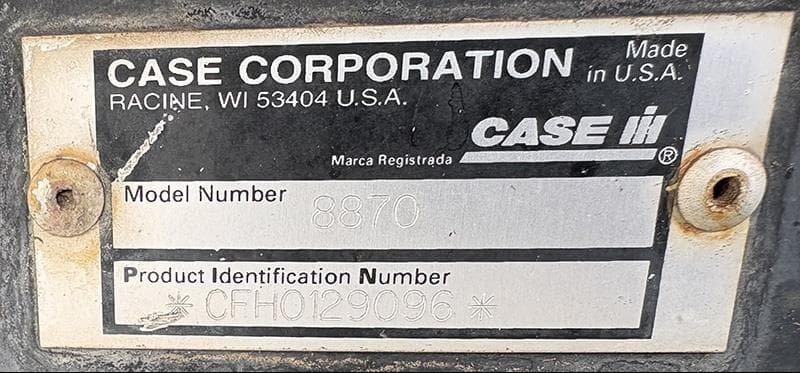 CASE CORPORATION
Made
in U.S.A.
RACINE, WI 53404 U.S.A.
CASE IH
®
Marca Registrada
Model Number
8870
Product Identification Number
* CFH0129096 *